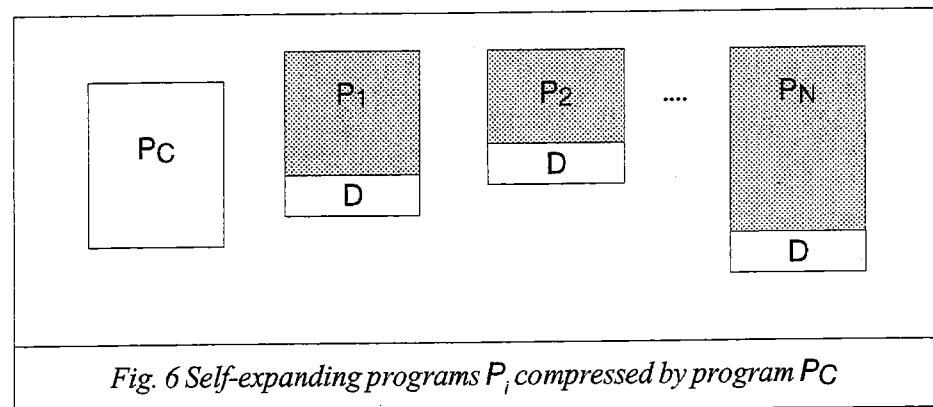 PC
P1
D
P2
D
....
PN
D
Fig. 6 Self-expanding programs Pi compressed by program PC